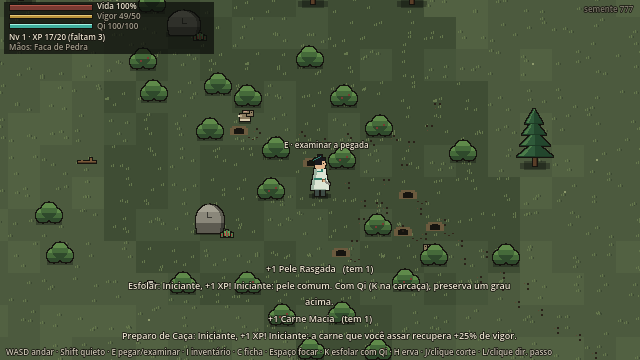 Vida 100%
Vigor 49/50
Qi 100/100
Nv 1 · XP 17/20 (faltam 3)
Mãos: Faca de Pedra
semente 777
E · examinar a pegada
+1 Pele Rasgada (tem 1)
Esfolar: Iniciante, +1 XP! Iniciante: pele comum. Com Qi (K na carcaça), preserva um grau
acima.
+1 Carne Macia (tem 1)
Preparo de Caça: Iniciante, +1 XP! Iniciante: a carne que você assar recupera +25% de vigor.
WASD andar · Shift quieto · E pegar/examinar · I inventário · C ficha · Espaço focar · K esfolar com Qi · H erva · J/clique corte · L/clique dir. passo